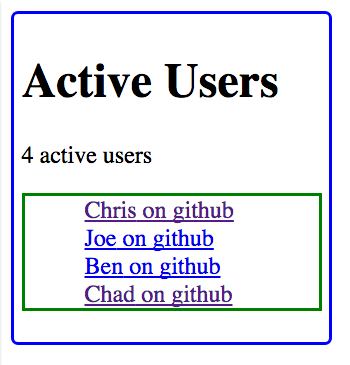 Active Users
4 active users
Chris on github
Joe on github
Ben on github
Chad on github